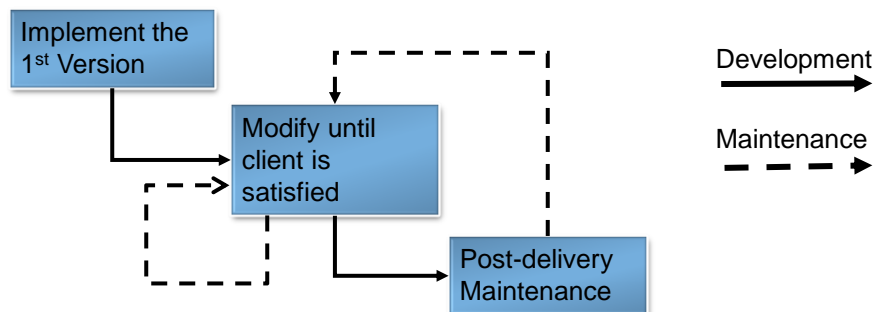 Implement the
1st Version
Development
Maintenance
Modify until
client is
satisfied
Post-delivery
Maintenance